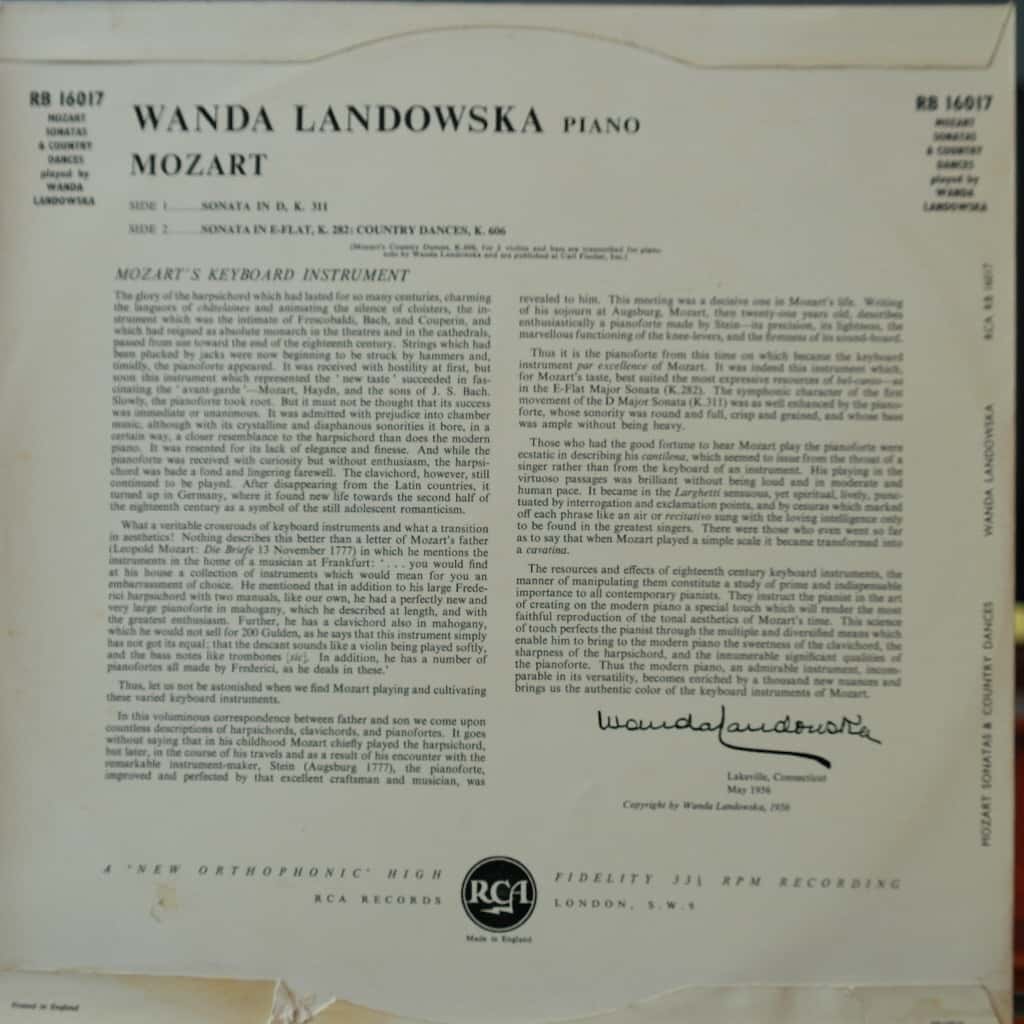 RB 16017
MOZART
SONATAS
& COUNTRY
DANCES
played by
WANDA
LANDOWSKA
WANDA LANDOWSKA PIANO
MOZART
SIDE 1 ........ SONATA IN D, K. 311
SIDE 2 ........ SONATA IN E-FLAT, K. 282: COUNTRY DANCES, K. 606
(Mozart's Country Dances, K.606, for 2 violins and bass are transcribed for piano
solo by Wanda Landowska and are published by Carl Fischer, Inc.)
RB 16017
MOZART
SONATAS
& COUNTRY
DANCES
played by
WANDA
LANDOWSKA
MOZART'S KEYBOARD INSTRUMENT
The glory of the harpsichord which had lasted for so many centuries, charming
the languors of châtelaines and animating the silence of cloisters, the in-
strument which was the intimate of Frescobaldi, Bach, and Couperin, and
which had reigned as absolute monarch in the theatres and in the cathedrals,
passed from use toward the end of the eighteenth century. Strings which had
been plucked by jacks were now beginning to be struck by hammers and,
timidly, the pianoforte appeared. It was received with hostility at first, but
soon this instrument which represented the 'new taste' succeeded in fas-
cinating the 'avant-garde'—Mozart, Haydn, and the sons of J. S. Bach.
Slowly, the pianoforte took root. But it must not be thought that its success
was immediate or unanimous. It was admitted with prejudice into chamber
music, although with its crystalline and diaphanous sonorities it bore, in a
certain way, a closer resemblance to the harpsichord than does the modern
piano. It was resented for its lack of elegance and finesse. And while the
pianoforte was received with curiosity but without enthusiasm, the harpsi-
chord was bade a fond and lingering farewell. The clavichord, however, still
continued to be played. After disappearing from the Latin countries, it
turned up in Germany, where it found new life towards the second half of
the eighteenth century as a symbol of the still adolescent romanticism.
What a veritable crossroads of keyboard instruments and what a transition
in aesthetics! Nothing describes this better than a letter of Mozart's father
(Leopold Mozart: Die Briefe 13 November 1777) in which he mentions the
instruments in the home of a musician at Frankfurt: '. . . you would find
at his house a collection of instruments which would mean for you an
embarrassment of choice. He mentioned that in addition to his large Frede-
rici harpsichord with two manuals, like our own, he had a perfectly new and
very large pianoforte in mahogany, which he described at length, and with
the greatest enthusiasm. Further, he has a clavichord also in mahogany,
which he would not sell for 200 Gulden, as he says that this instrument simply
has not got its equal; that the descant sounds like a violin being played softly,
and the bass notes like trombones [sic]. In addition, he has a number of
pianofortes all made by Frederici, as he deals in these.'
Thus, let us not be astonished when we find Mozart playing and cultivating
these varied keyboard instruments.
In this voluminous correspondence between father and son we come upon
countless descriptions of harpsichords, clavichords, and pianofortes. It goes
without saying that in his childhood Mozart chiefly played the harpsichord,
but later, in the course of his travels and as a result of his encounter with the
remarkable instrument-maker, Stein (Augsburg 1777), the pianoforte,
improved and perfected by that excellent craftsman and musician, was
revealed to him. This meeting was a decisive one in Mozart's life. Writing
of his sojourn at Augsburg, Mozart, then twenty-one years old, describes
enthusiastically a pianoforte made by Stein—its precision, its lightness, the
marvellous functioning of the knee-levers, and the firmness of its sound-board.
Thus it is the pianoforte from this time on which became the keyboard
instrument par excellence of Mozart. It was indeed this instrument which,
for Mozart's taste, best suited the most expressive resources of bel-canto—as
in the E-Flat Major Sonata (K.282). The symphonic character of the first
movement of the D Major Sonata (K.311) was as well enhanced by the piano-
forte, whose sonority was round and full, crisp and grained, and whose bass
was ample without being heavy.
Those who had the good fortune to hear Mozart play the pianoforte were
ecstatic in describing his cantilena, which seemed to issue from the throat of a
singer rather than from the keyboard of an instrument. His playing in the
virtuoso passages was brilliant without being loud and in moderate and
human pace. It became in the Larghetti sensuous, yet spiritual, lively, punc-
tuated by interrogation and exclamation points, and by cesuras which marked
off each phrase like an air or recitativo sung with the loving intelligence only
to be found in the greatest singers. There were those who even went so far
as to say that when Mozart played a simple scale it became transformed into
a cavatina.
The resources and effects of eighteenth century keyboard instruments, the
manner of manipulating them constitute a study of prime and indispensable
importance to all contemporary pianists. They instruct the pianist in the art
of creating on the modern piano a special touch which will render the most
faithful reproduction of the tonal aesthetics of Mozart's time. This science
of touch perfects the pianist through the multiple and diversified means which
enable him to bring to the modern piano the sweetness of the clavichord, the
sharpness of the harpsichord, and the innumerable significant qualities of
the pianoforte. Thus the modern piano, an admirable instrument, incom-
parable in its versatility, becomes enriched by a thousand new nuances and
brings us the authentic color of the keyboard instruments of Mozart.
Wanda Landowska
Lakeville, Connecticut
May 1956
Copyright by Wanda Landowska, 1956
MOZART SONATAS & COUNTRY DANCES WANDA LANDOWSKA RCA RB 16017
A 'NEW ORTHOPHONIC' HIGH FIDELITY 33⅓ RPM RECORDING
RCA RECORDS RCA LONDON, S.W.9
Made in England
Printed in England